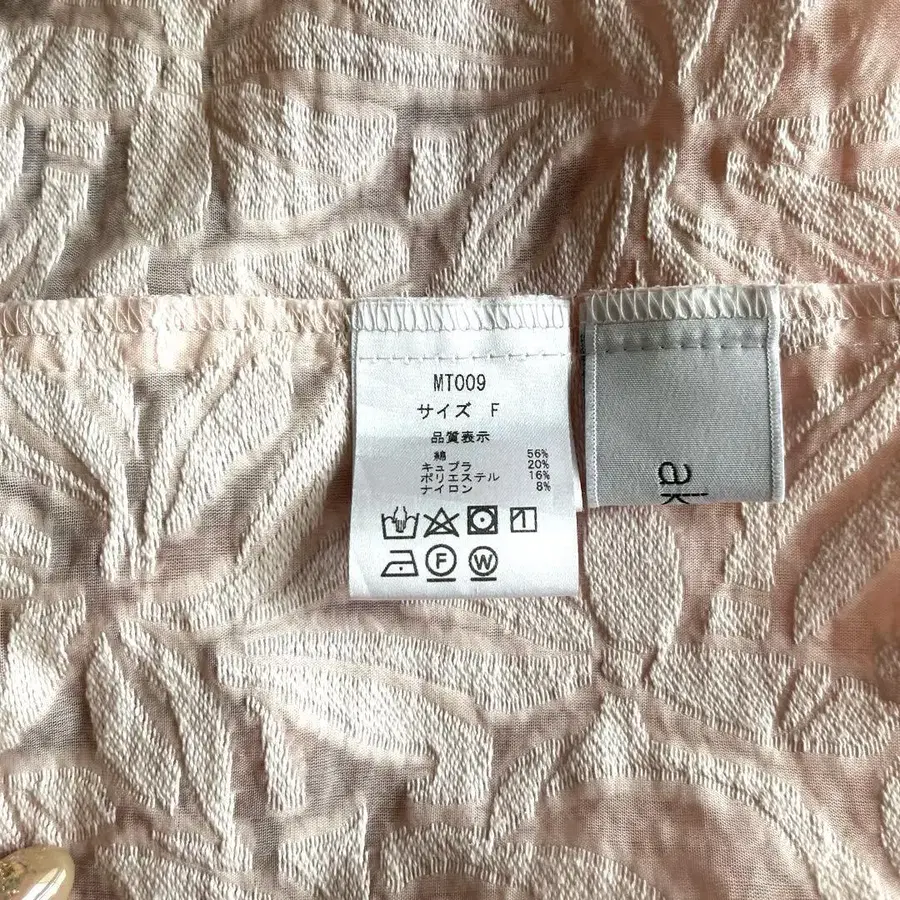 MT009
サイズ F
品質表示
綿 56%
キュプラ 20%
ポリエステル 16%
ナイロン 8%
F W